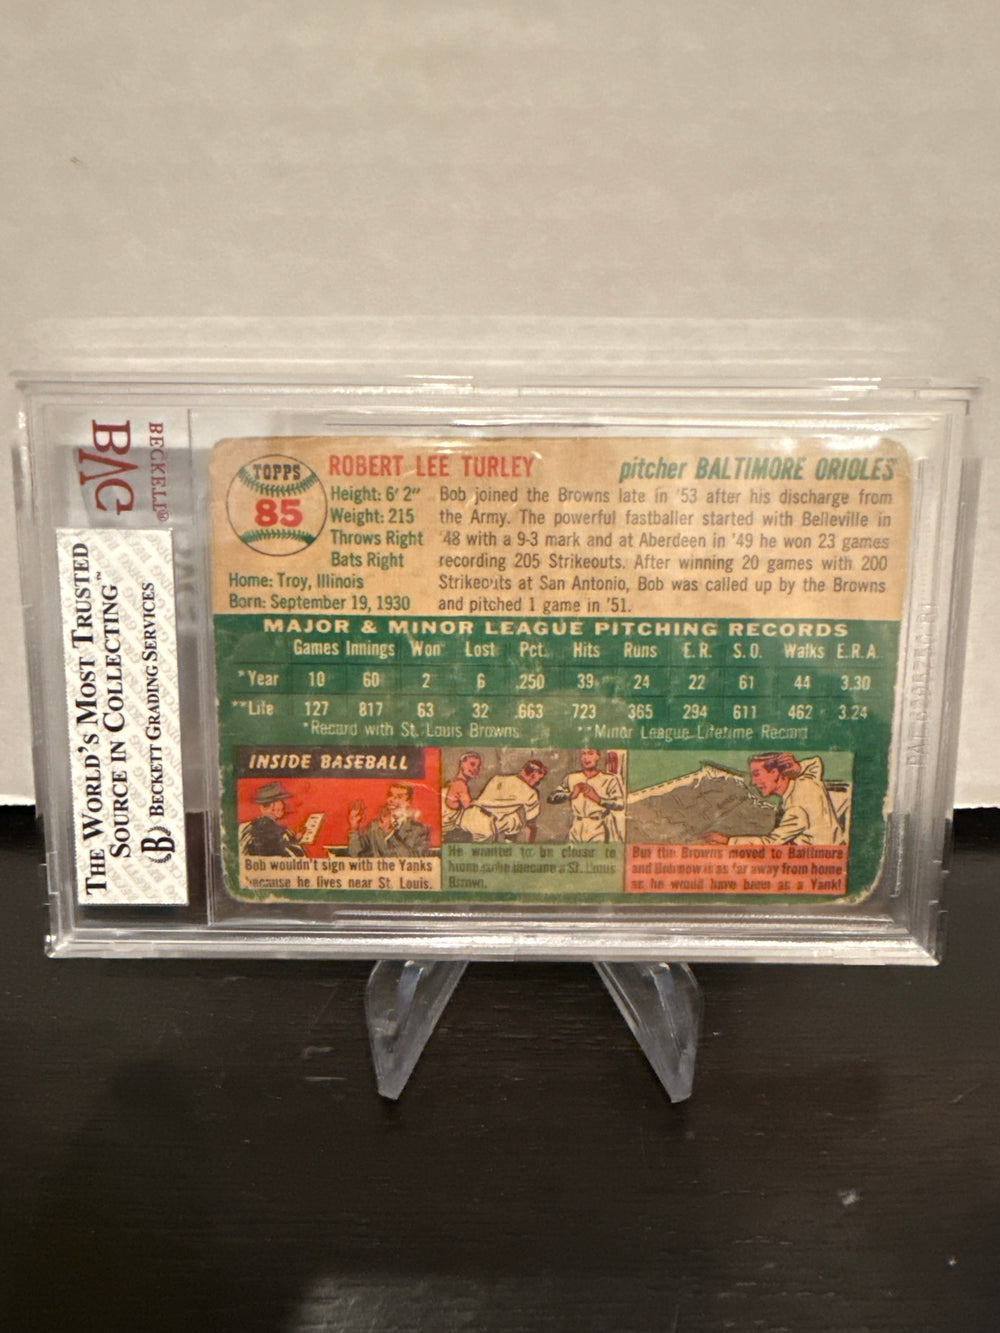 BVG
BECKETT®
THE WORLD'S MOST TRUSTED
SOURCE IN COLLECTING™
BECKETT GRADING SERVICES
TOPPS
85
ROBERT LEE TURLEY
pitcher BALTIMORE ORIOLES
Height: 6' 2"
Weight: 215
Throws Right
Bats Right
Home: Troy, Illinois
Born: September 19, 1930
Bob joined the Browns late in '53 after his discharge from
the Army. The powerful fastballer started with Belleville in
'48 with a 9-3 mark and at Aberdeen in '49 he won 23 games
recording 205 Strikeouts. After winning 20 games with 200
Strikeouts at San Antonio, Bob was called up by the Browns
and pitched 1 game in '51.
MAJOR & MINOR LEAGUE PITCHING RECORDS
Games Innings Won Lost Pct. Hits Runs E.R. S.O. Walks E.R.A.
*Year 10 60 2 6 .250 39 24 22 61 44 3.30
**Life 127 817 63 32 .663 723 365 294 611 462 3.24
*Record with St. Louis Browns **Minor League Lifetime Record
INSIDE BASEBALL
Bob wouldn't sign with the Yanks
because he lives near St. Louis.
He wanted to be closer to
home so he became a St. Louis
Brown.
But the Browns moved to Baltimore
and Bob now is as far away from home
as he would have been as a Yank!